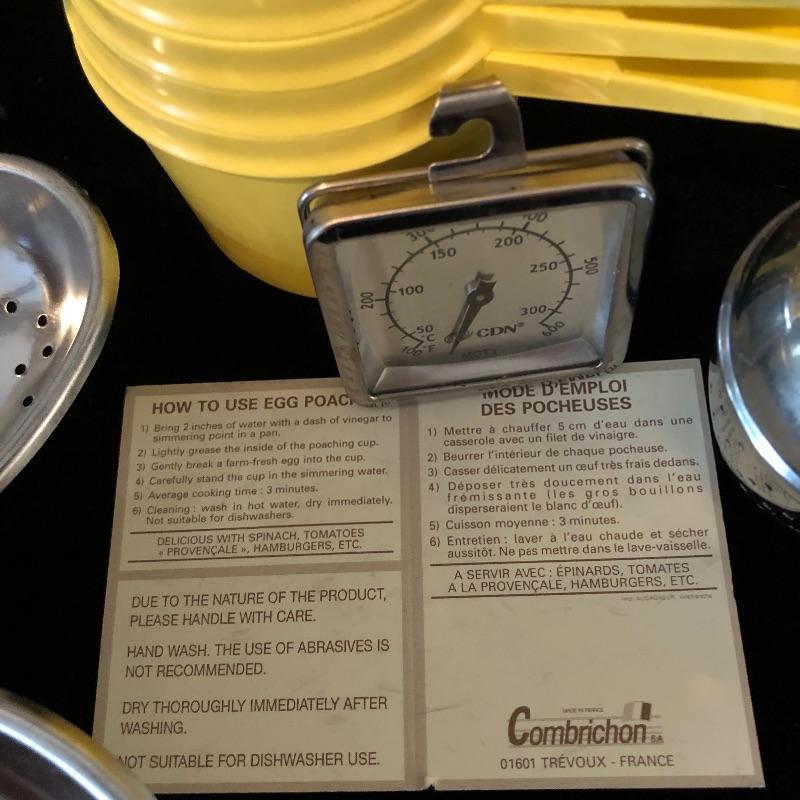 300
400
150
200
250
500
200
100
50
300
600
°C
100 °F
CDN®
HOW TO USE EGG
1) Bring 2 inches of water with a dash of vinegar to
simmering point in a pan.
2) Lightly grease the inside of the poaching cup.
3) Gently break a farm-fresh egg into the cup.
4) Carefully stand the cup in the simmering water.
5) Average cooking time : 3 minutes.
6) Cleaning : wash in hot water, dry immediately.
Not suitable for dishwashers.
DELICIOUS WITH SPINACH, TOMATOES
« PROVENÇALE », HAMBURGERS, ETC.
DUE TO THE NATURE OF THE PRODUCT,
PLEASE HANDLE WITH CARE.
HAND WASH. THE USE OF ABRASIVES IS
NOT RECOMMENDED.
DRY THOROUGHLY IMMEDIATELY AFTER
WASHING.
NOT SUITABLE FOR DISHWASHER USE.
MODE D'EMPLOI
DES POCHEUSES
1) Mettre à chauffer 5 cm d'eau dans une
casserole avec un filet de vinaigre.
2) Beurrer l'intérieur de chaque pocheuse.
3) Casser délicatement un œuf très frais dedans.
4) Déposer très doucement dans l'eau
frémissante (les gros bouillons
disperseraient le blanc d'œuf).
5) Cuisson moyenne : 3 minutes.
6) Entretien : laver à l'eau chaude et sécher
aussitôt. Ne pas mettre dans le lave-vaisselle.
A SERVIR AVEC : ÉPINARDS, TOMATES
A LA PROVENÇALE, HAMBURGERS, ETC.
MADE IN FRANCE
Combrichon SA
01601 TRÉVOUX - FRANCE